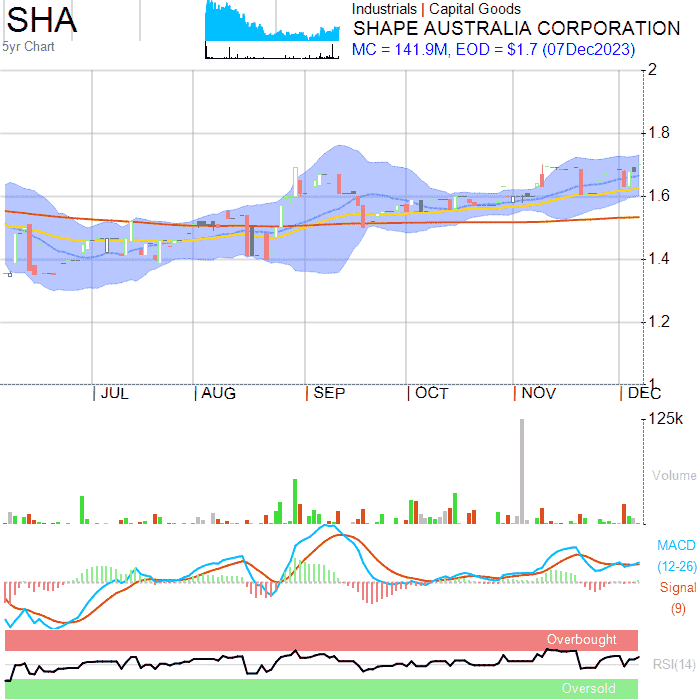 SHA
5yr Chart
Industrials | Capital Goods
SHAPE AUSTRALIA CORPORATION
MC = 141.9M, EOD = $1.7 (07Dec2023)
2
1.8
1.6
1.4
1.2
1
JUL
AUG
SEP
OCT
NOV
DEC
125k
Volume
MACD
(12-26)
Signal
(9)
Overbought
RSI(14)
Oversold